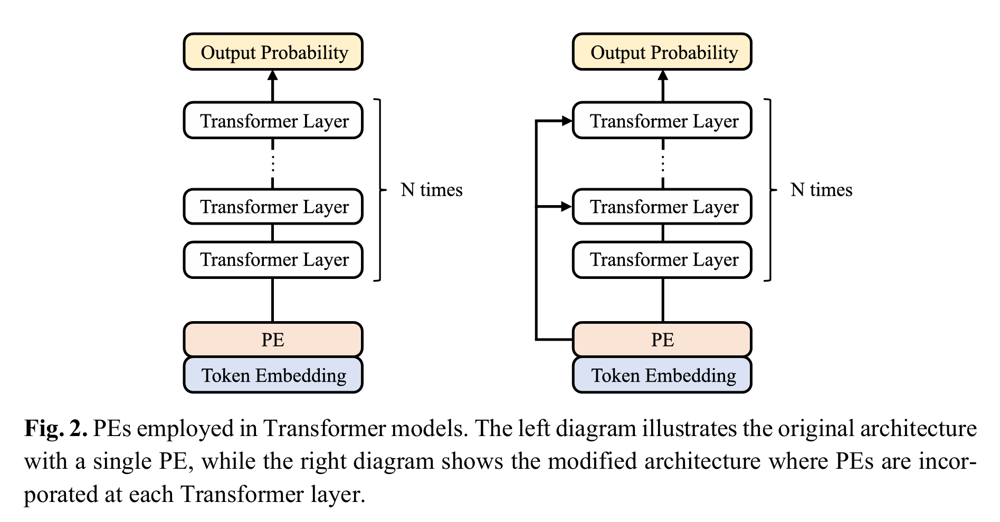 Output Probability
Transformer Layer
Transformer Layer
N times
Transformer Layer
PE
Token Embedding
Output Probability
Transformer Layer
Transformer Layer
N times
Transformer Layer
PE
Token Embedding
Fig. 2. PEs employed in Transformer models. The left diagram illustrates the original architecture
with a single PE, while the right diagram shows the modified architecture where PEs are incor-
porated at each Transformer layer.